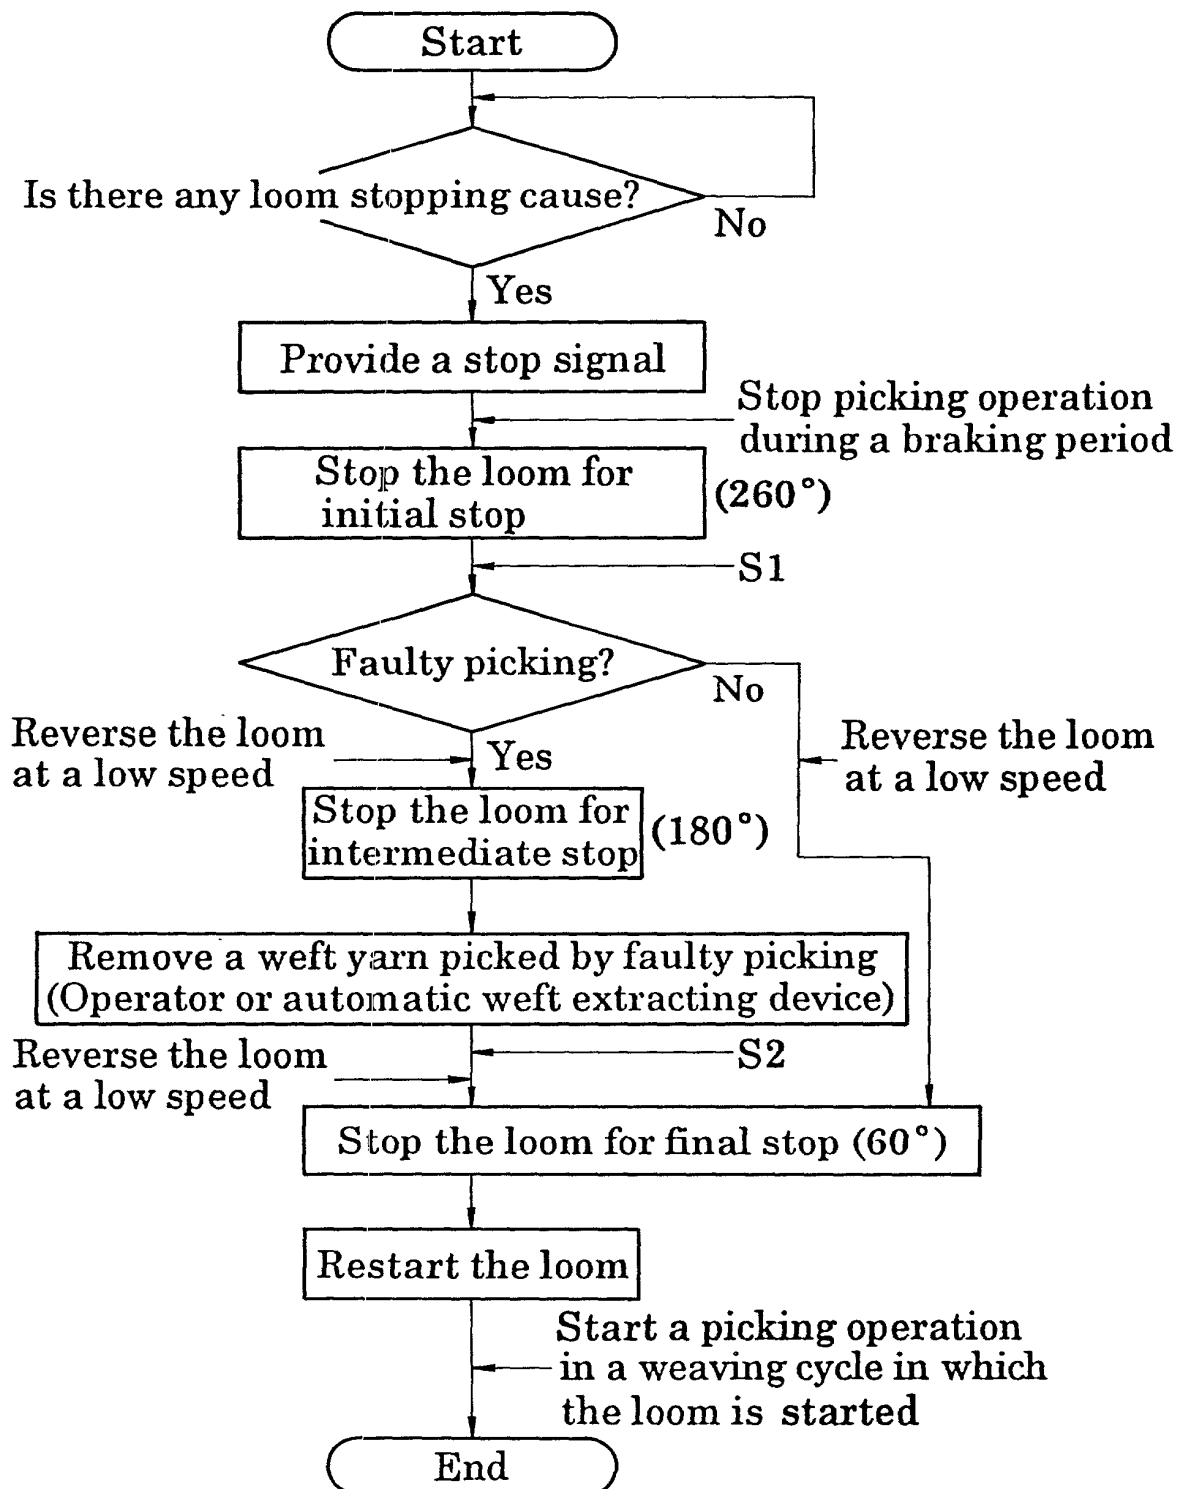 Start
Is there any loom stopping cause?
No
Yes
Provide a stop signal
Stop picking operation
during a braking period
Stop the loom for
initial stop
(260°)
S1
Faulty picking?
No
Reverse the loom
at a low speed
Yes
Reverse the loom
at a low speed
Stop the loom for
intermediate stop
(180°)
Remove a weft yarn picked by faulty picking
(Operator or automatic weft extracting device)
Reverse the loom
at a low speed
S2
Stop the loom for final stop (60°)
Restart the loom
Start a picking operation
in a weaving cycle in which
the loom is started
End